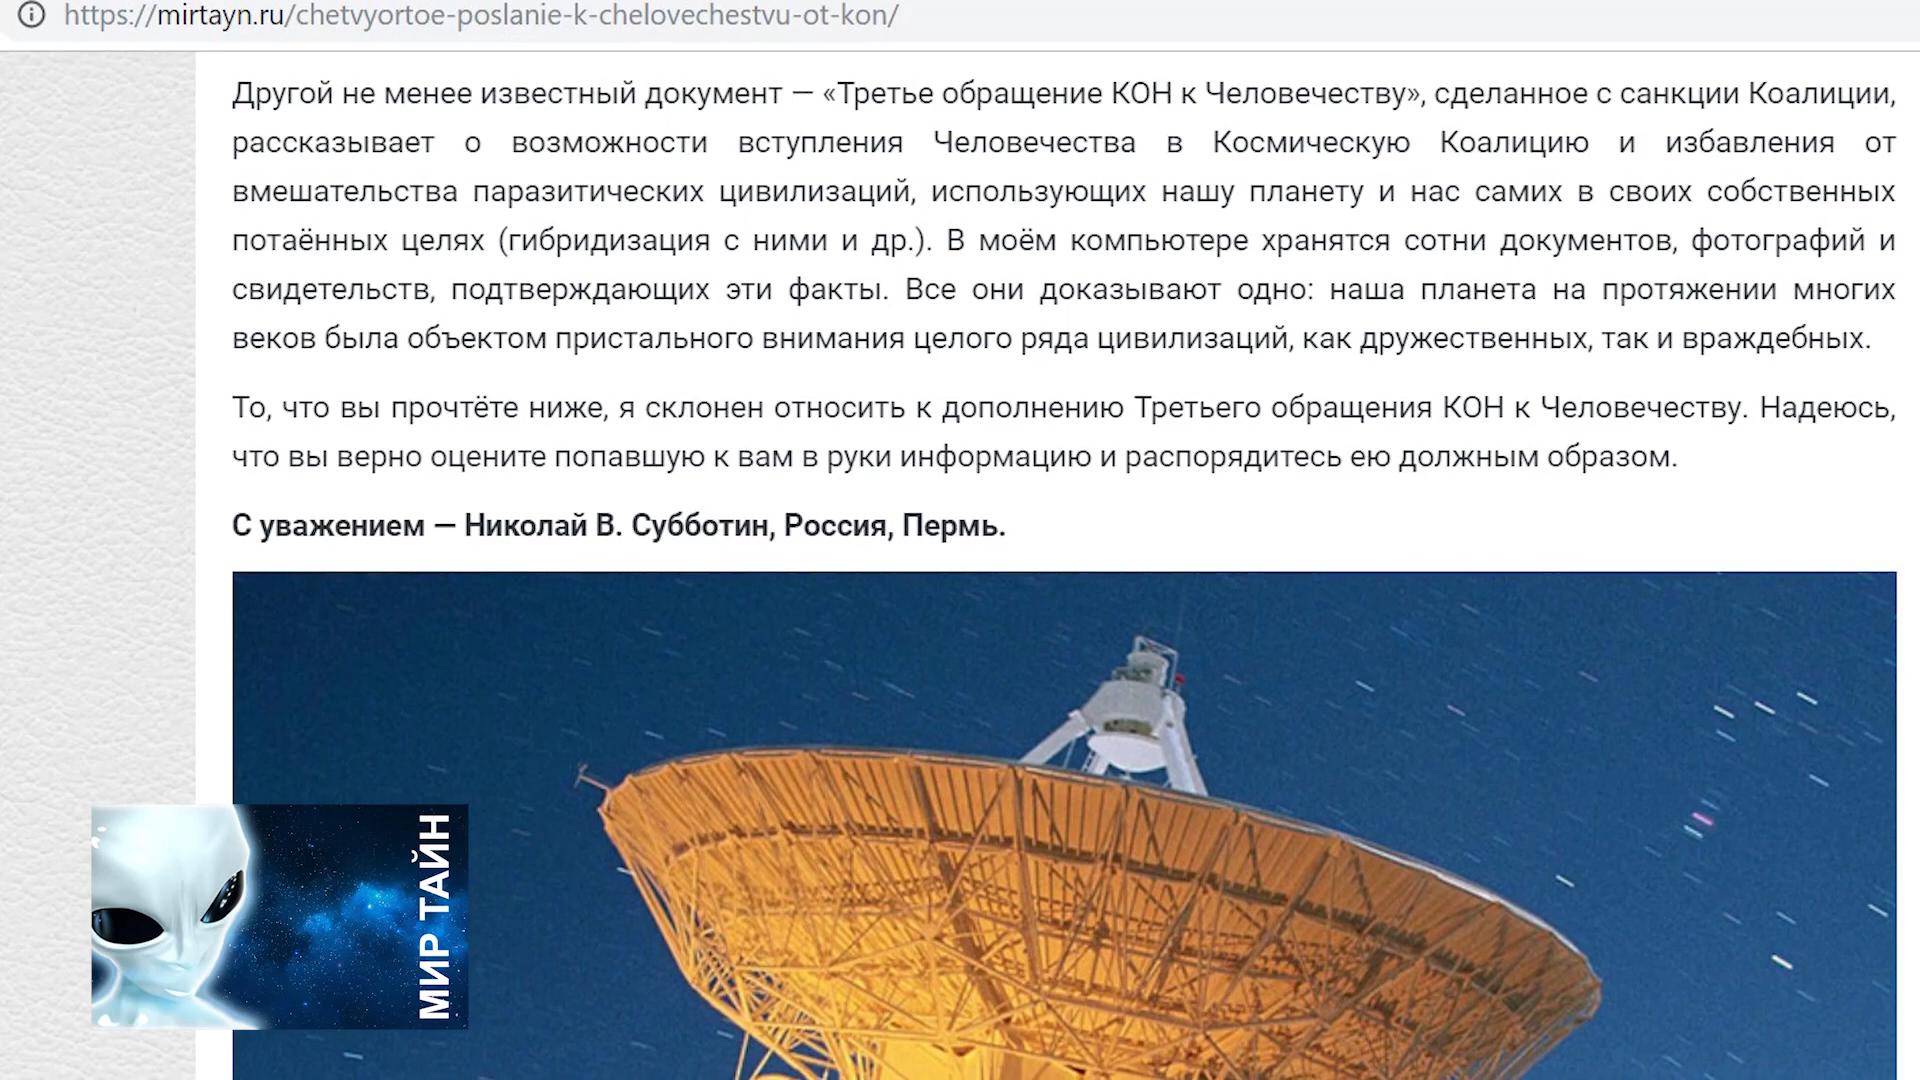 https://mirtayn.ru/chetvyortoe-poslanie-k-chelovechestvu-ot-kon/
Другой не менее известный документ — «Третье обращение КОН к Человечеству», сделанное с санкции Коалиции,
рассказывает о возможности вступления Человечества в Космическую Коалицию и избавления от
вмешательства паразитических цивилизаций, использующих нашу планету и нас самих в своих собственных
потаённых целях (гибридизация с ними и др.). В моём компьютере хранятся сотни документов, фотографий и
свидетельств, подтверждающих эти факты. Все они доказывают одно: наша планета на протяжении многих
веков была объектом пристального внимания целого ряда цивилизаций, как дружественных, так и враждебных.
То, что вы прочтёте ниже, я склонен относить к дополнению Третьего обращения КОН к Человечеству. Надеюсь,
что вы верно оцените попавшую к вам в руки информацию и распорядитесь ею должным образом.
С уважением — Николай В. Субботин, Россия, Пермь.
МИР ТАЙН